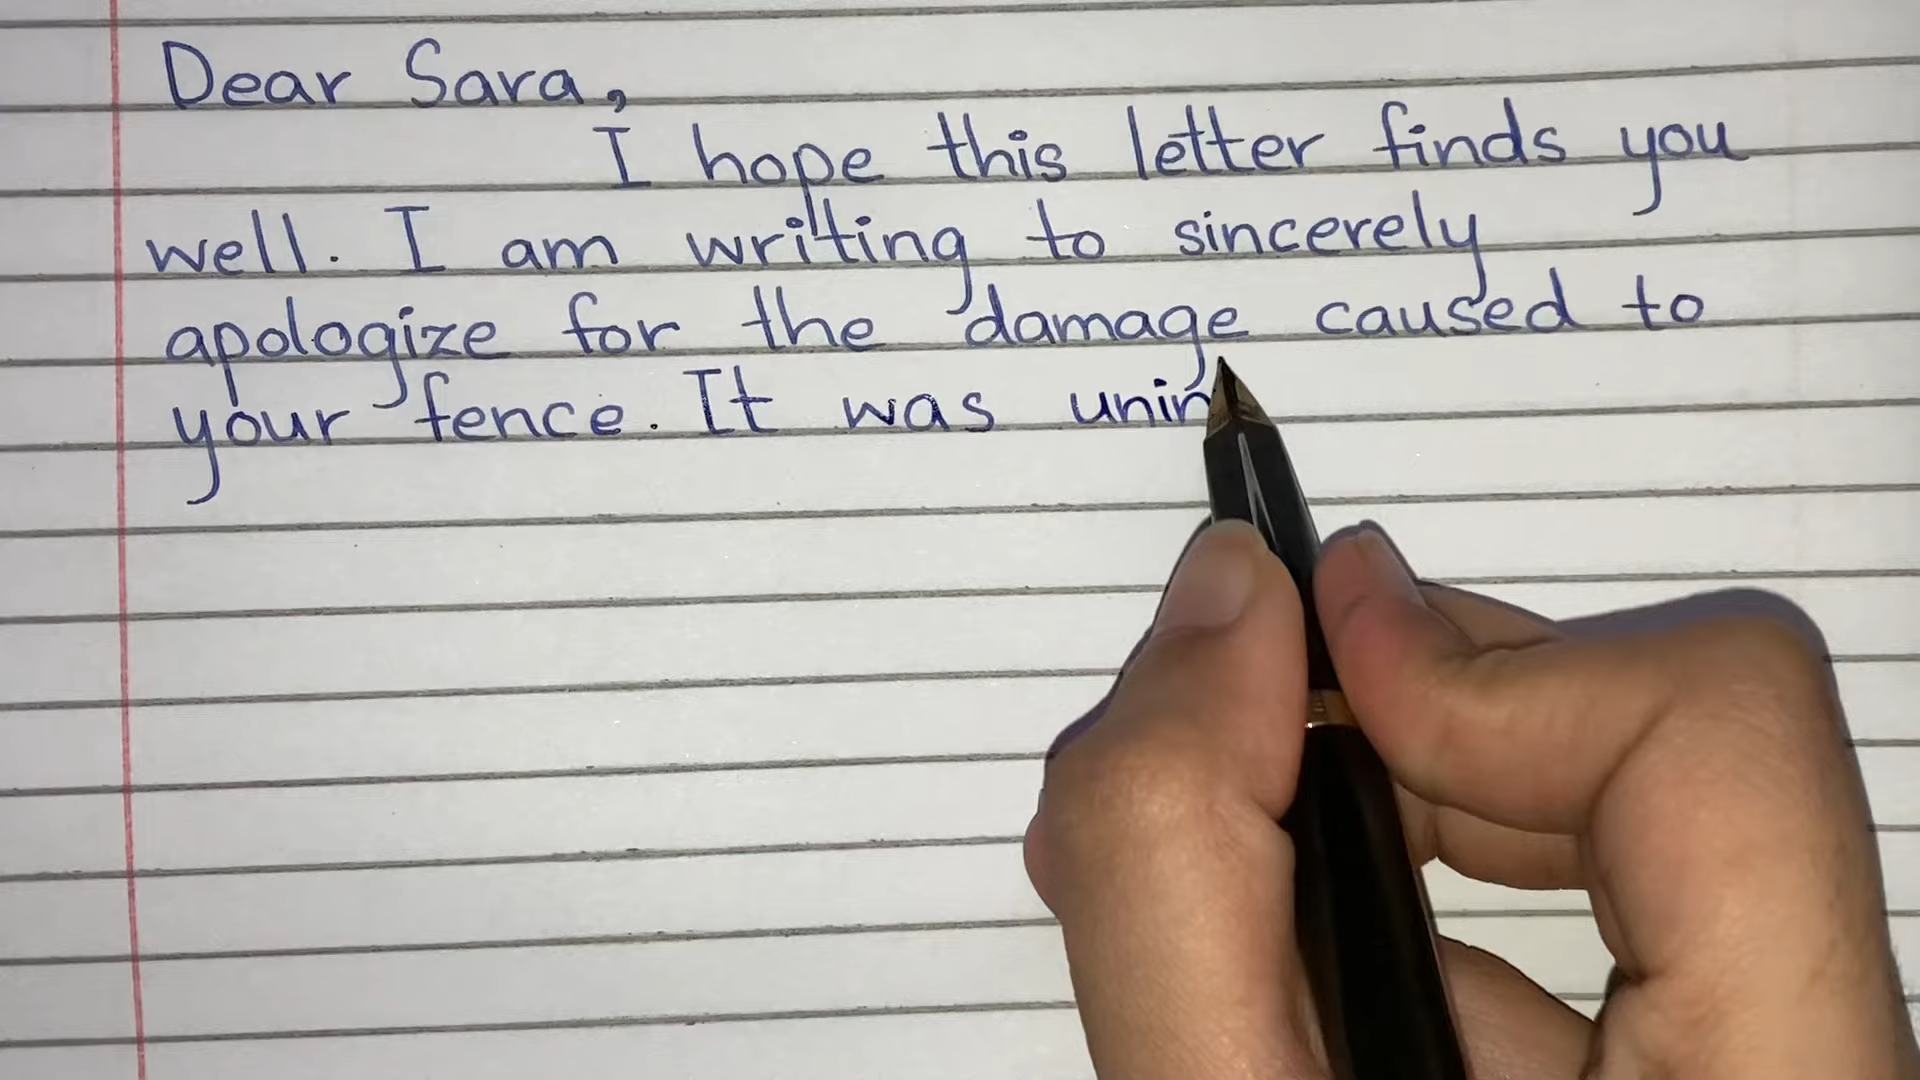 Dear Sara,
I hope this letter finds you
well. I am writing to sincerely
apologize for the damage caused to
your fence. It was unin